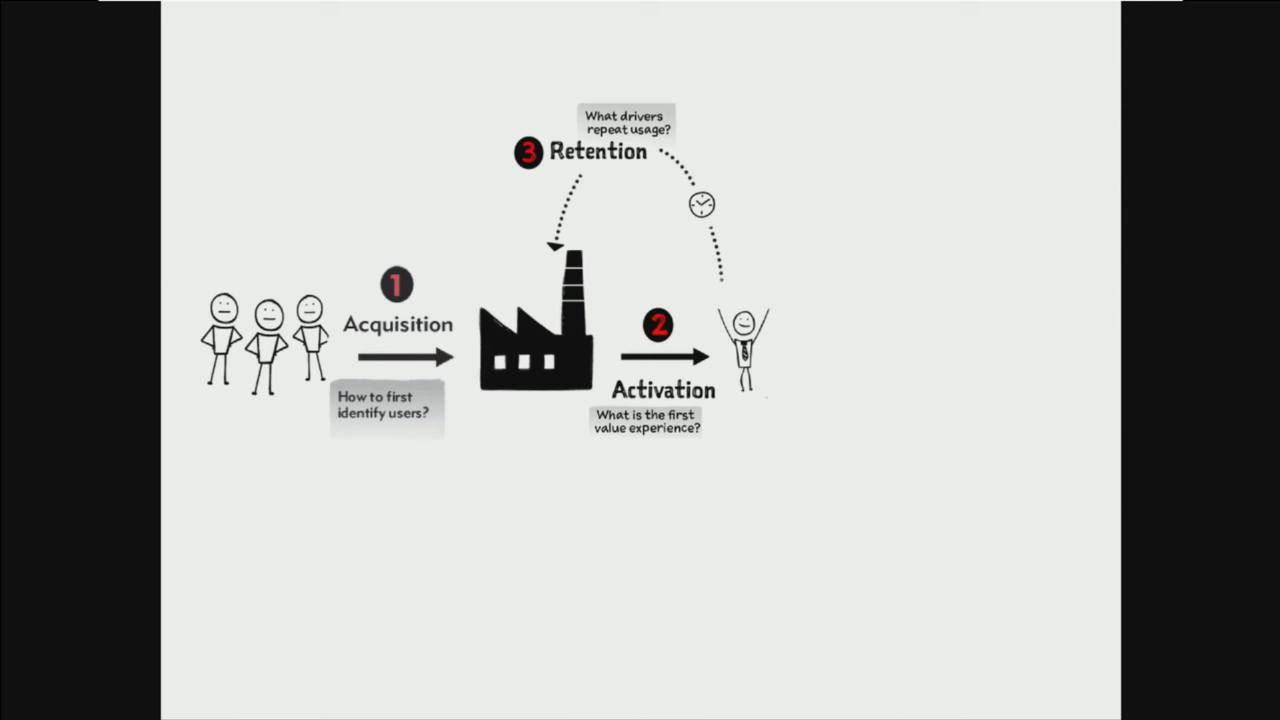 What drivers
repeat usage?
3 Retention
1
Acquisition
How to first
identify users?
2
Activation
What is the first
value experience?